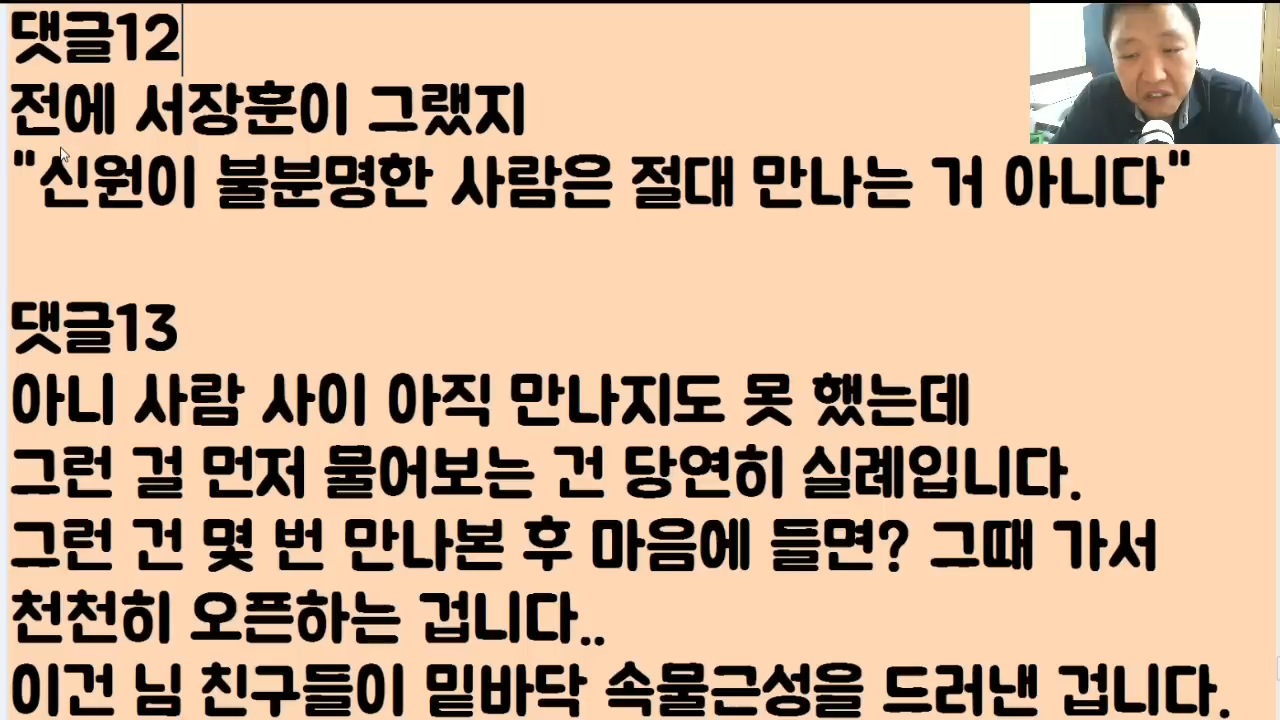 댓글12
전에 서장훈이 그랬지
"신원이 불분명한 사람은 절대 만나는 거 아니다"
댓글13
아니 사람 사이 아직 만나지도 못 했는데
그런 걸 먼저 물어보는 건 당연히 실례입니다.
그런 건 몇 번 만나본 후 마음에 들면? 그때 가서
천천히 오픈하는 겁니다..
이건 님 친구들이 밑바닥 속물근성을 드러낸 겁니다.